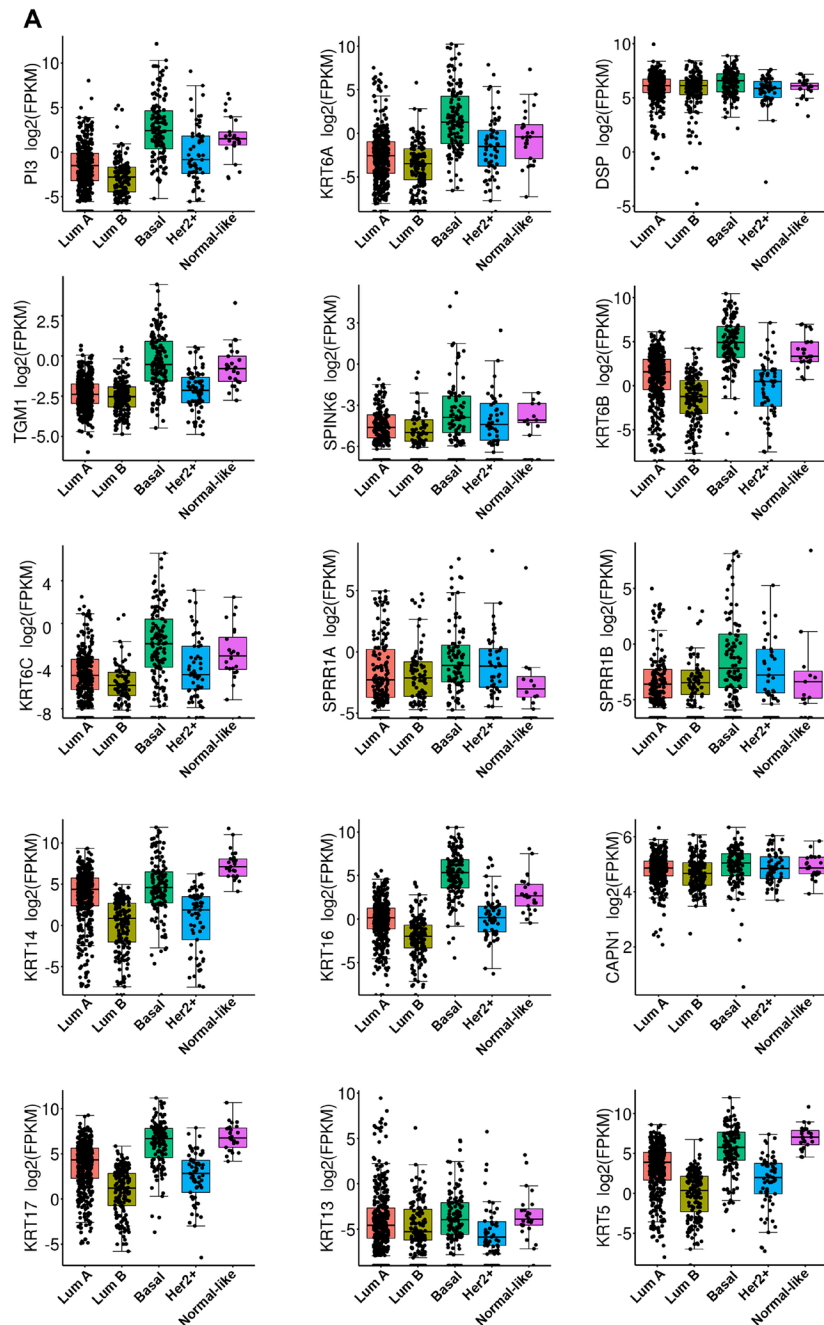 A
PI3 log2(FPKM)
10
5
0
-5
Lum A
Lum B
Basal
Her2+
Normal-like
KRT6A log2(FPKM)
10
5
0
-5
Lum A
Lum B
Basal
Her2+
Normal-like
DSP log2(FPKM)
10
5
0
-5
Lum A
Lum B
Basal
Her2+
Normal-like
TGM1 log2(FPKM)
2.5
0.0
-2.5
-5.0
Lum A
Lum B
Basal
Her2+
Normal-like
SPINK6 log2(FPKM)
3
0
-3
-6
Lum A
Lum B
Basal
Her2+
Normal-like
KRT6B log2(FPKM)
10
5
0
-5
Lum A
Lum B
Basal
Her2+
Normal-like
KRT6C log2(FPKM)
4
0
-4
-8
Lum A
Lum B
Basal
Her2+
Normal-like
SPRR1A log2(FPKM)
5
0
-5
Lum A
Lum B
Basal
Her2+
Normal-like
SPRR1B log2(FPKM)
5
0
-5
Lum A
Lum B
Basal
Her2+
Normal-like
KRT14 log2(FPKM)
10
5
0
-5
Lum A
Lum B
Basal
Her2+
Normal-like
KRT16 log2(FPKM)
10
5
0
-5
Lum A
Lum B
Basal
Her2+
Normal-like
CAPN1 log2(FPKM)
6
4
2
Lum A
Lum B
Basal
Her2+
Normal-like
KRT17 log2(FPKM)
10
5
0
-5
Lum A
Lum B
Basal
Her2+
Normal-like
KRT13 log2(FPKM)
10
5
0
-5
Lum A
Lum B
Basal
Her2+
Normal-like
KRT5 log2(FPKM)
10
5
0
-5
Lum A
Lum B
Basal
Her2+
Normal-like